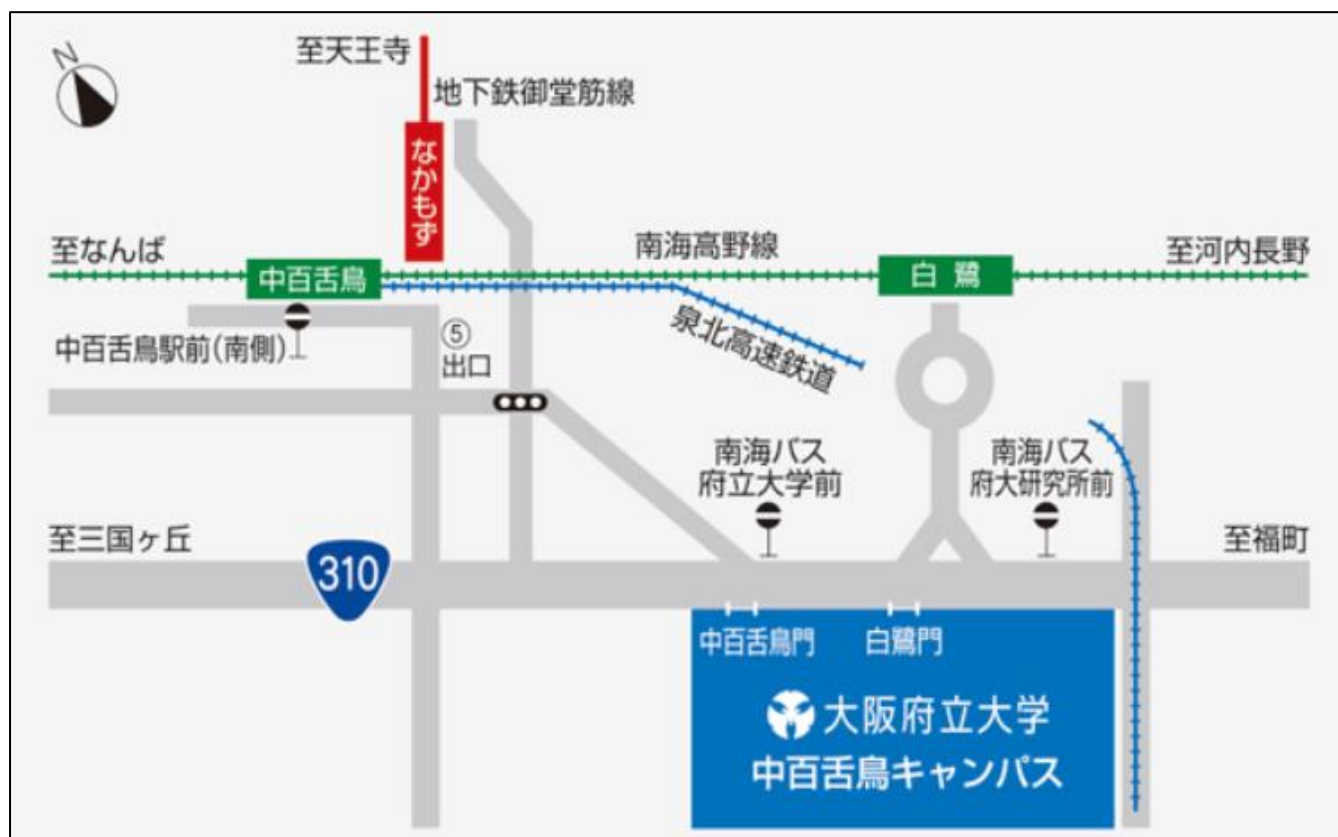 N
至天王寺
地下鉄御堂筋線
なかもず
至なんば
中百舌鳥
南海高野線
白鷺
至河内長野
泉北高速鉄道
中百舌鳥駅前(南側)
⑤
出口
南海バス
府立大学前
南海バス
府大研究所前
至三国ヶ丘
310
至福町
中百舌鳥門
白鷺門
大阪府立大学
中百舌鳥キャンパス